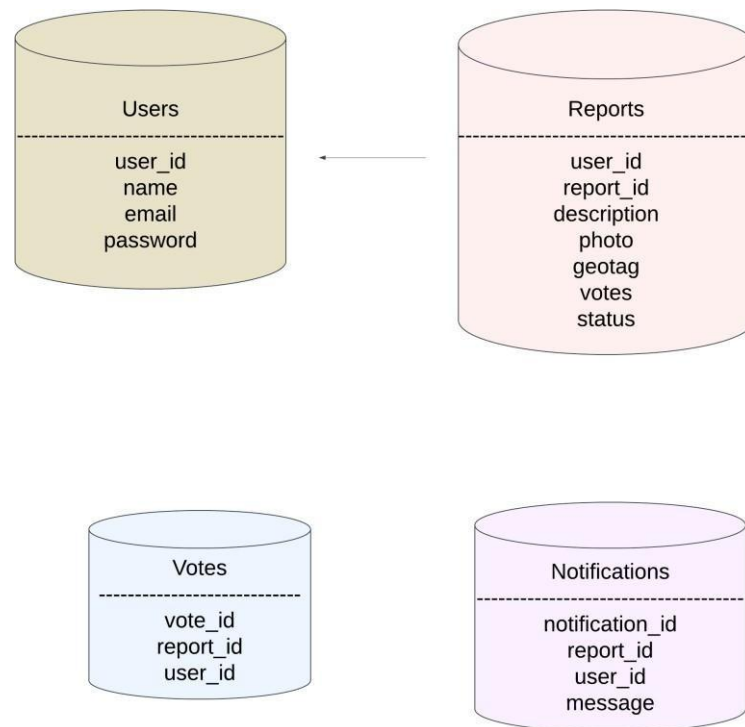 Users
user_id
name
email
password
Reports
user_id
report_id
description
photo
geotag
votes
status
Votes
vote_id
report_id
user_id
Notifications
notification_id
report_id
user_id
message